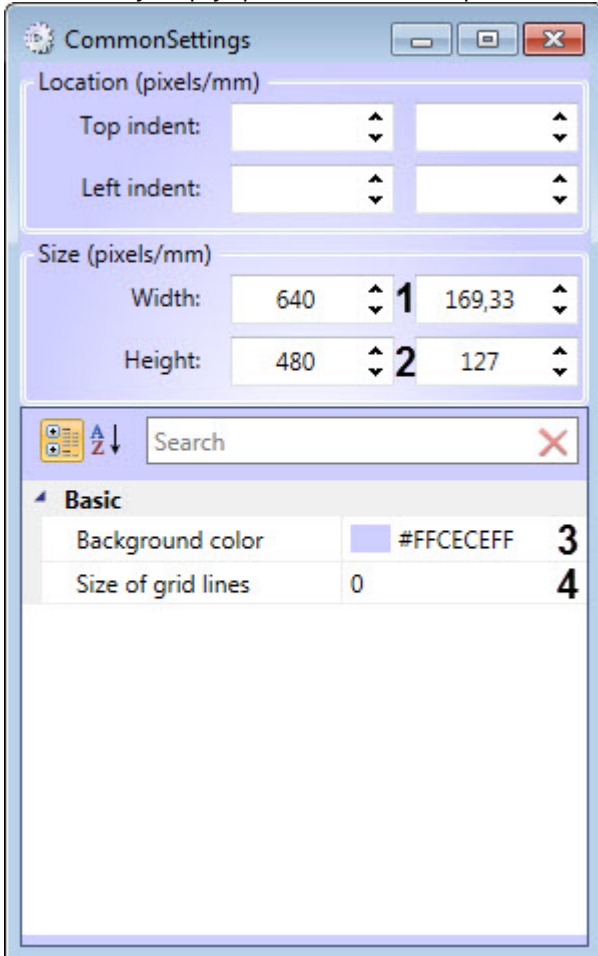 CommonSettings
Location (pixels/mm)
Top indent:
Left indent:
Size (pixels/mm)
Width: 640 1 169,33
Height: 480 2 127
Search
Basic
Background color #FFCECEFF 3
Size of grid lines 0 4